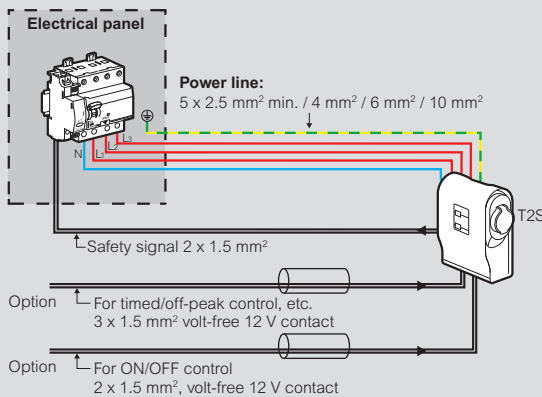 Electrical panel
Power line:
5 x 2.5 mm² min. / 4 mm² / 6 mm² / 10 mm²
N
L1
L2
L3
T2S
Safety signal 2 x 1.5 mm²
Option
For timed/off-peak control, etc.
3 x 1.5 mm² volt-free 12 V contact
Option
For ON/OFF control
2 x 1.5 mm², volt-free 12 V contact